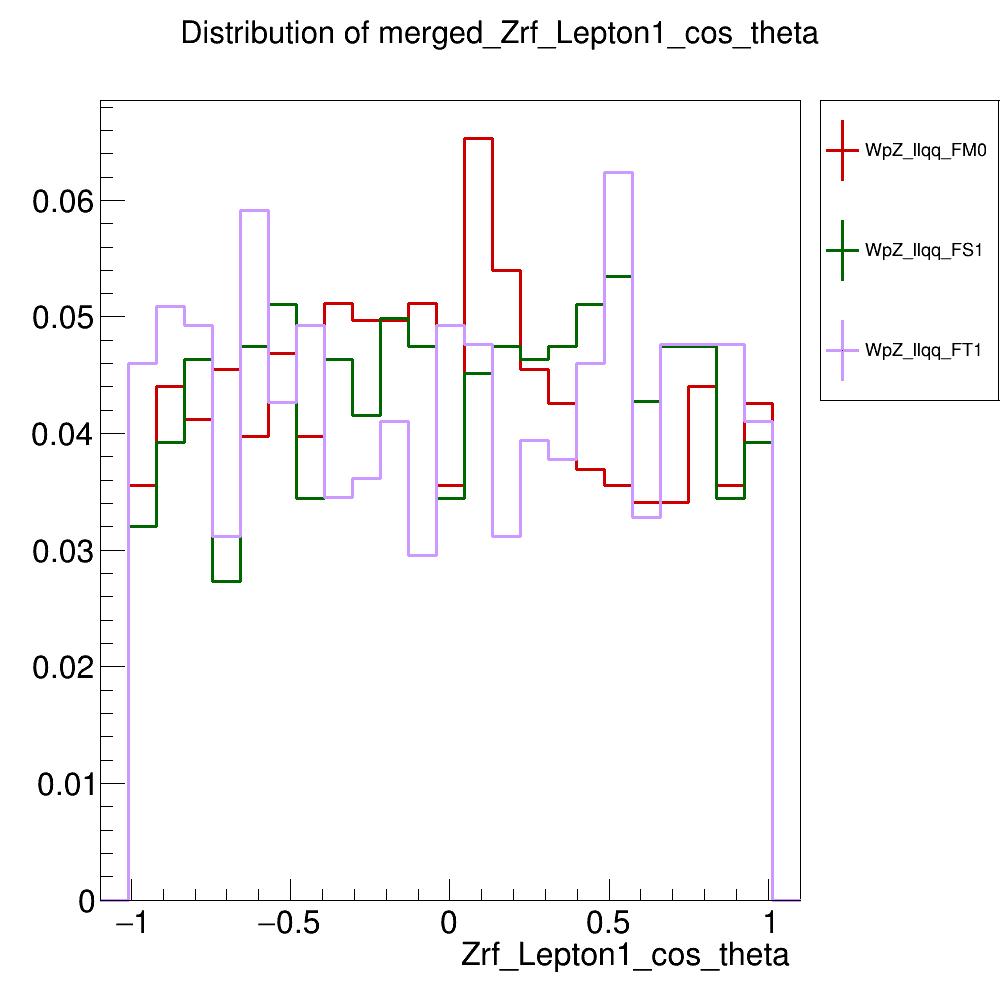 Distribution of merged_Zrf_Lepton1_cos_theta
WpZ_llqq_FM0
WpZ_llqq_FS1
WpZ_llqq_FT1
0.06
0.05
0.04
0.03
0.02
0.01
0
−1 −0.5 0 0.5 1
Zrf_Lepton1_cos_theta